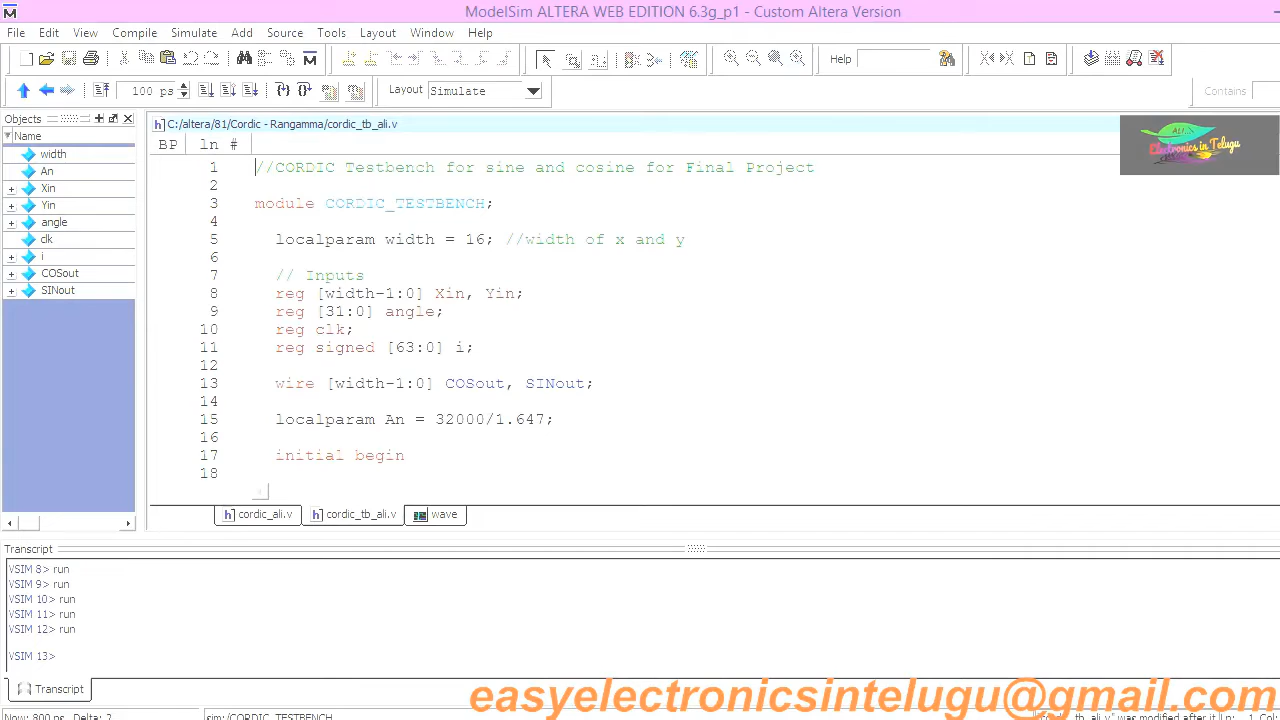 ModelSim ALTERA WEB EDITION 6.3g_p1 - Custom Altera Version
File Edit View Compile Simulate Add Source Tools Layout Window Help
Help
100 ps Layout Simulate Contains
Objects
Name
width
An
Xin
Yin
angle
clk
i
COSout
SINout
C:/altera/81/Cordic - Rangamma/cordic_tb_ali.v
BP ln #
1 //CORDIC Testbench for sine and cosine for Final Project
2
3 module CORDIC_TESTBENCH;
4
5 localparam width = 16; //width of x and y
6
7 // Inputs
8 reg [width-1:0] Xin, Yin;
9 reg [31:0] angle;
10 reg clk;
11 reg signed [63:0] i;
12
13 wire [width-1:0] COSout, SINout;
14
15 localparam An = 32000/1.647;
16
17 initial begin
18
cordic_ali.v cordic_tb_ali.v wave
Electronics in Telugu
Transcript
VSIM 8> run
VSIM 9> run
VSIM 10> run
VSIM 11> run
VSIM 12> run
VSIM 13>
Transcript
easyelectronicsintelugu@gmail.com
Now: 800 ps Delta: 2 sim:/CORDIC_TESTBENCH